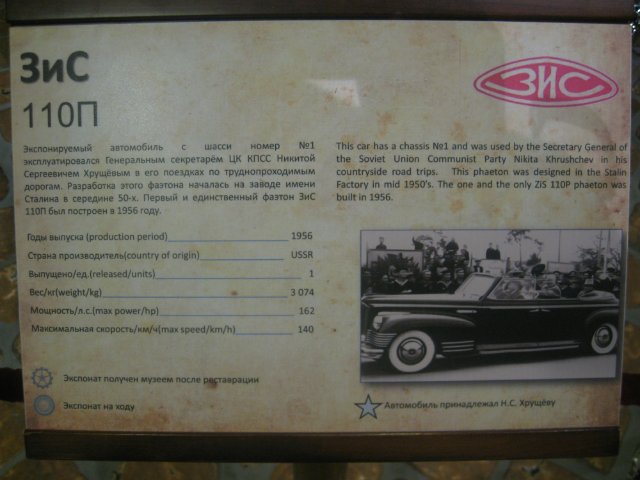 ЗиС
110П
ЗИС
Экспонируемый автомобиль с шасси номер №1
эксплуатировался Генеральным секретарём ЦК КПСС Никитой
Сергеевичем Хрущёвым в его поездках по труднопроходимым
дорогам. Разработка этого фаэтона началась на заводе имени
Сталина в середине 50-х. Первый и единственный фаэтон ЗиС
110П был построен в 1956 году.
This car has a chassis №1 and was used by the Secretary General of
the Soviet Union Communist Party Nikita Khrushchev in his
countryside road trips. This phaeton was designed in the Stalin
Factory in mid 1950's. The one and the only ZiS 110P phaeton was
built in 1956.
Годы выпуска (production period) 1956
Страна производитель(country of origin) USSR
Выпущено/ед.(released/units) 1
Вес/кг(weight/kg) 3 074
Мощность/л.с.(max power/hp) 162
Максимальная скорость/км/ч(max speed/km/h) 140
Экспонат получен музеем после реставрации
Экспонат на ходу
Автомобиль принадлежал Н.С. Хрущёву